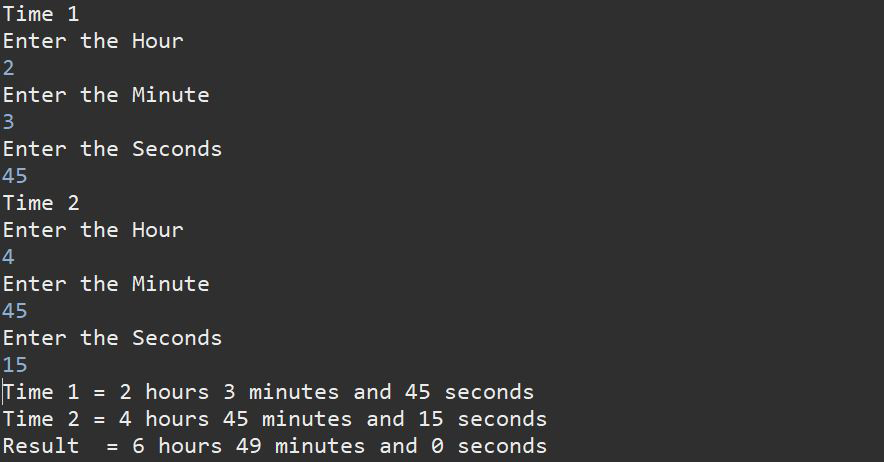 Time 1
Enter the Hour
2
Enter the Minute
3
Enter the Seconds
45
Time 2
Enter the Hour
4
Enter the Minute
45
Enter the Seconds
15
Time 1 = 2 hours 3 minutes and 45 seconds
Time 2 = 4 hours 45 minutes and 15 seconds
Result  = 6 hours 49 minutes and 0 seconds